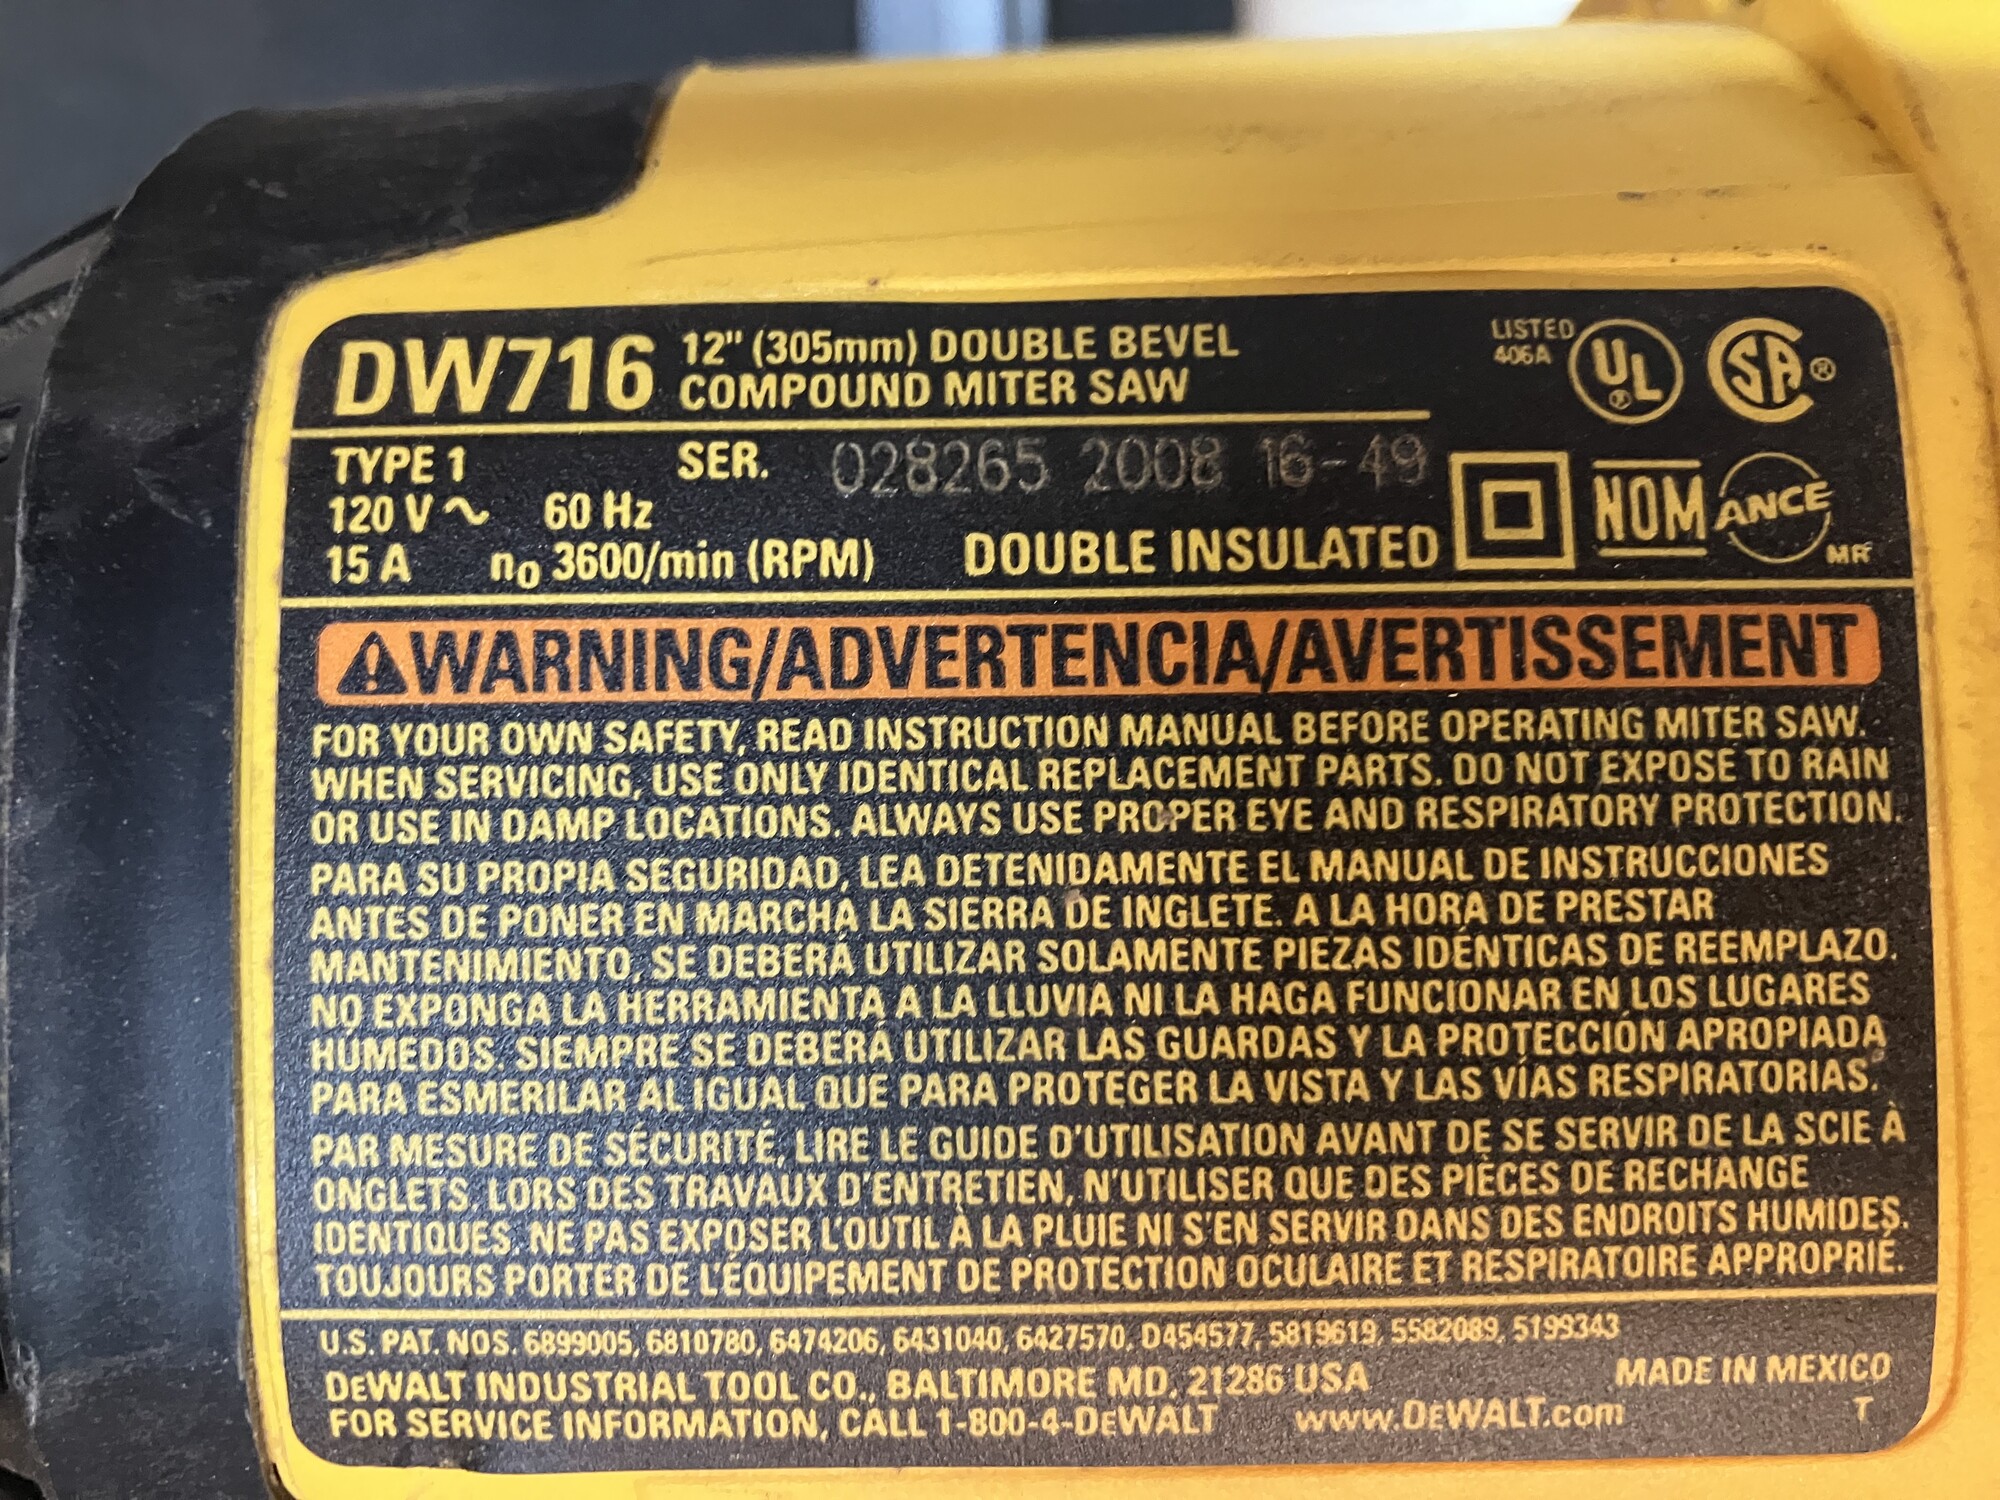 DW716 12" (305mm) DOUBLE BEVEL
COMPOUND MITER SAW
LISTED
406A
UL
®
SA ®
TYPE 1 SER. 028265 2008 16-49
120 V ∿ 60 Hz
15 A no 3600/min (RPM) DOUBLE INSULATED
NOM
ANCE
MR
WARNING/ADVERTENCIA/AVERTISSEMENT
FOR YOUR OWN SAFETY, READ INSTRUCTION MANUAL BEFORE OPERATING MITER SAW.
WHEN SERVICING, USE ONLY IDENTICAL REPLACEMENT PARTS. DO NOT EXPOSE TO RAIN
OR USE IN DAMP LOCATIONS. ALWAYS USE PROPER EYE AND RESPIRATORY PROTECTION.
PARA SU PROPIA SEGURIDAD, LEA DETENIDAMENTE EL MANUAL DE INSTRUCCIONES
ANTES DE PONER EN MARCHA LA SIERRA DE INGLETE. A LA HORA DE PRESTAR
MANTENIMIENTO, SE DEBERÁ UTILIZAR SOLAMENTE PIEZAS IDÉNTICAS DE REEMPLAZO.
NO EXPONGA LA HERRAMIENTA A LA LLUVIA NI LA HAGA FUNCIONAR EN LOS LUGARES
HÚMEDOS. SIEMPRE SE DEBERÁ UTILIZAR LAS GUARDAS Y LA PROTECCIÓN APROPIADA
PARA ESMERILAR AL IGUAL QUE PARA PROTEGER LA VISTA Y LAS VÍAS RESPIRATORIAS.
PAR MESURE DE SÉCURITÉ, LIRE LE GUIDE D'UTILISATION AVANT DE SE SERVIR DE LA SCIE À
ONGLETS. LORS DES TRAVAUX D'ENTRETIEN, N'UTILISER QUE DES PIÈCES DE RECHANGE
IDENTIQUES. NE PAS EXPOSER L'OUTIL À LA PLUIE NI S'EN SERVIR DANS DES ENDROITS HUMIDES.
TOUJOURS PORTER DE L'ÉQUIPEMENT DE PROTECTION OCULAIRE ET RESPIRATOIRE APPROPRIÉ.
U.S. PAT. NOS. 6899005, 6810780, 6474206, 6431040, 6427570, D454577, 5819619, 5582089, 5199343
DEWALT INDUSTRIAL TOOL CO., BALTIMORE MD, 21286 USA MADE IN MEXICO
FOR SERVICE INFORMATION, CALL 1-800-4-DEWALT www.DEWALT.com T